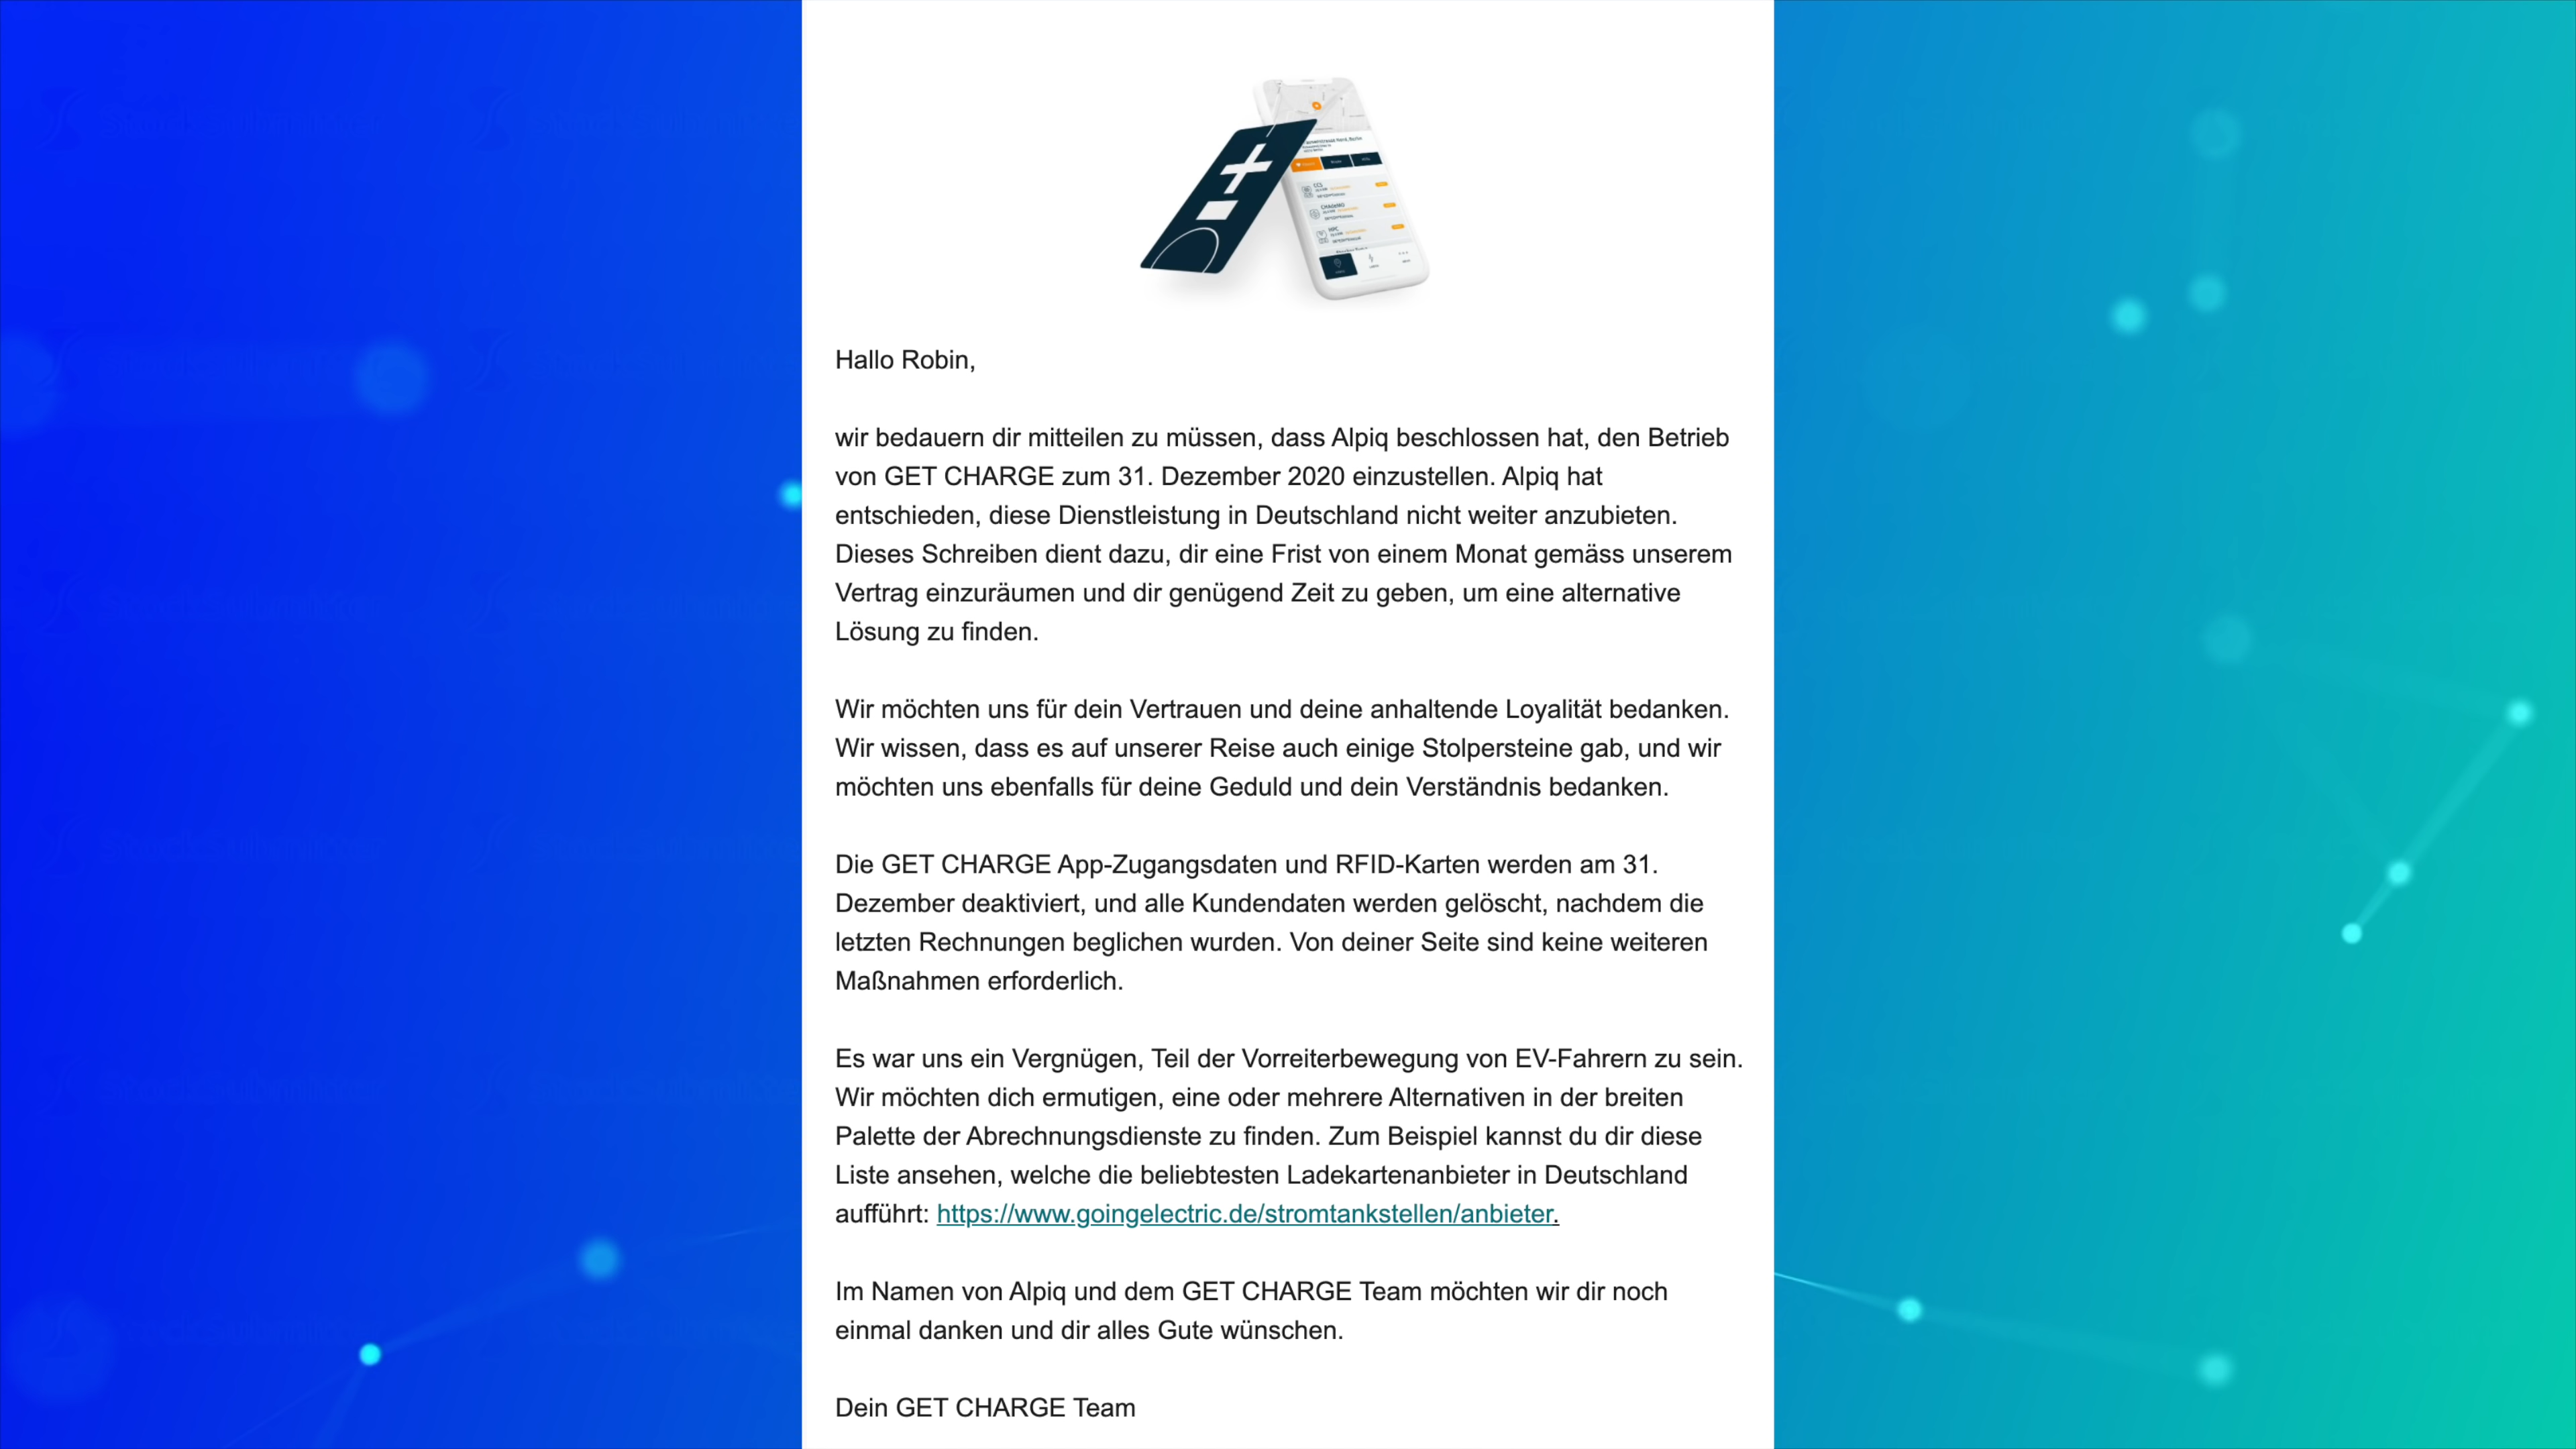 CCS
CHAdeMO
Hallo Robin,
wir bedauern dir mitteilen zu müssen, dass Alpiq beschlossen hat, den Betrieb
von GET CHARGE zum 31. Dezember 2020 einzustellen. Alpiq hat
entschieden, diese Dienstleistung in Deutschland nicht weiter anzubieten.
Dieses Schreiben dient dazu, dir eine Frist von einem Monat gemäss unserem
Vertrag einzuräumen und dir genügend Zeit zu geben, um eine alternative
Lösung zu finden.
Wir möchten uns für dein Vertrauen und deine anhaltende Loyalität bedanken.
Wir wissen, dass es auf unserer Reise auch einige Stolpersteine gab, und wir
möchten uns ebenfalls für deine Geduld und dein Verständnis bedanken.
Die GET CHARGE App-Zugangsdaten und RFID-Karten werden am 31.
Dezember deaktiviert, und alle Kundendaten werden gelöscht, nachdem die
letzten Rechnungen beglichen wurden. Von deiner Seite sind keine weiteren
Maßnahmen erforderlich.
Es war uns ein Vergnügen, Teil der Vorreiterbewegung von EV-Fahrern zu sein.
Wir möchten dich ermutigen, eine oder mehrere Alternativen in der breiten
Palette der Abrechnungsdienste zu finden. Zum Beispiel kannst du dir diese
Liste ansehen, welche die beliebtesten Ladekartenanbieter in Deutschland
aufführt: https://www.goingelectric.de/stromtankstellen/anbieter.
Im Namen von Alpiq und dem GET CHARGE Team möchten wir dir noch
einmal danken und dir alles Gute wünschen.
Dein GET CHARGE Team